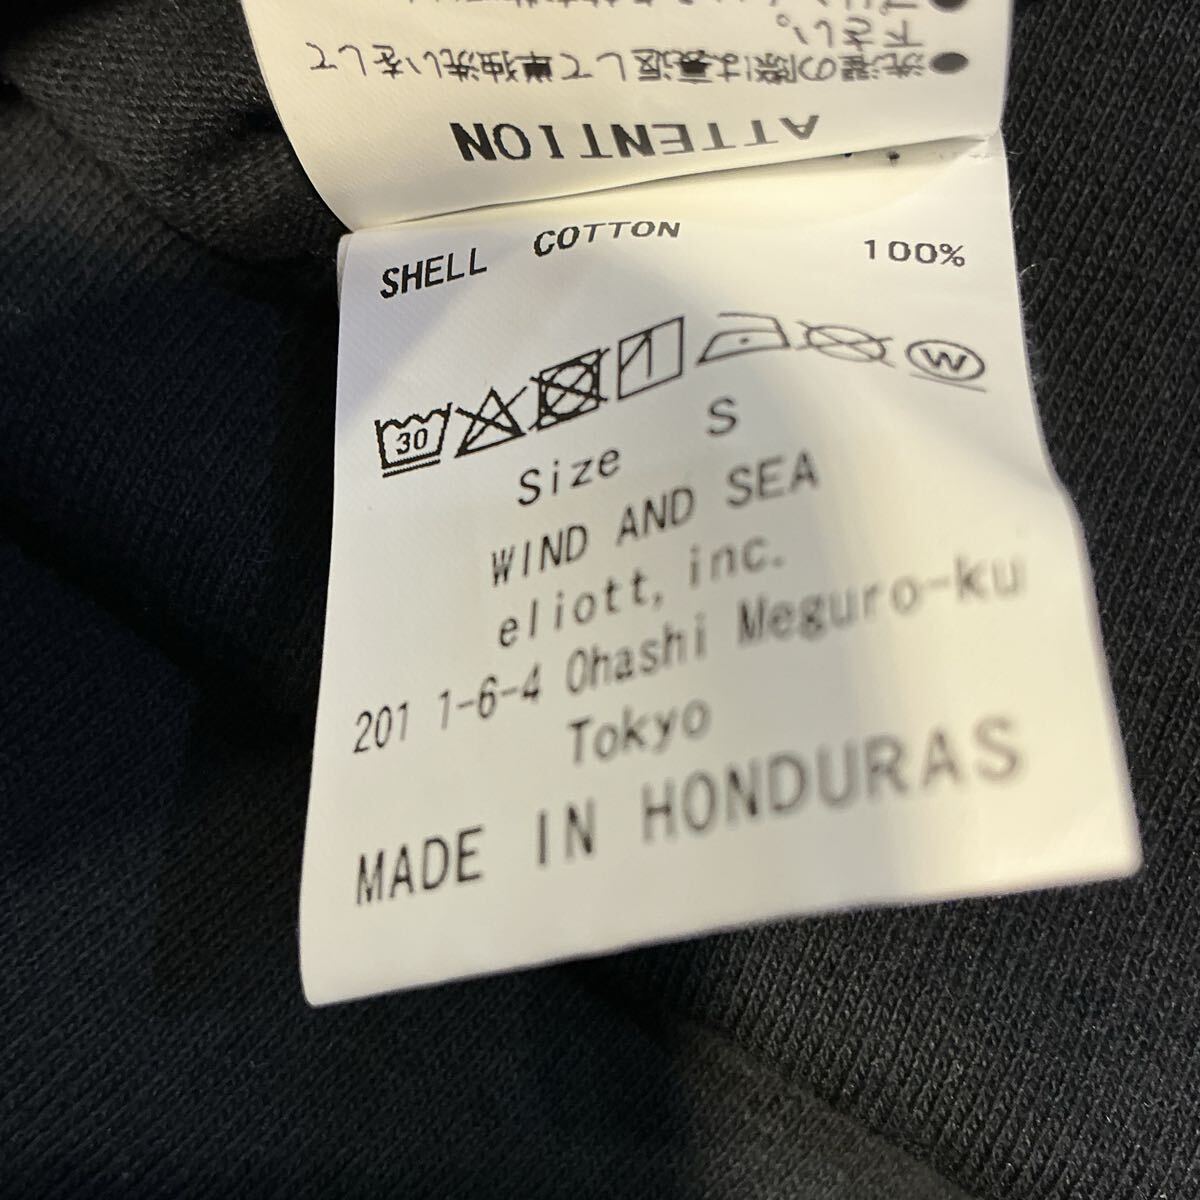 ATTENTION
●洗濯の際は裏返して単独洗いをして
下さい。
SHELL COTTON 100%
30 W
Size S
WIND AND SEA
eliott, inc.
201 1-6-4 Ohashi Meguro-ku
Tokyo
MADE IN HONDURAS